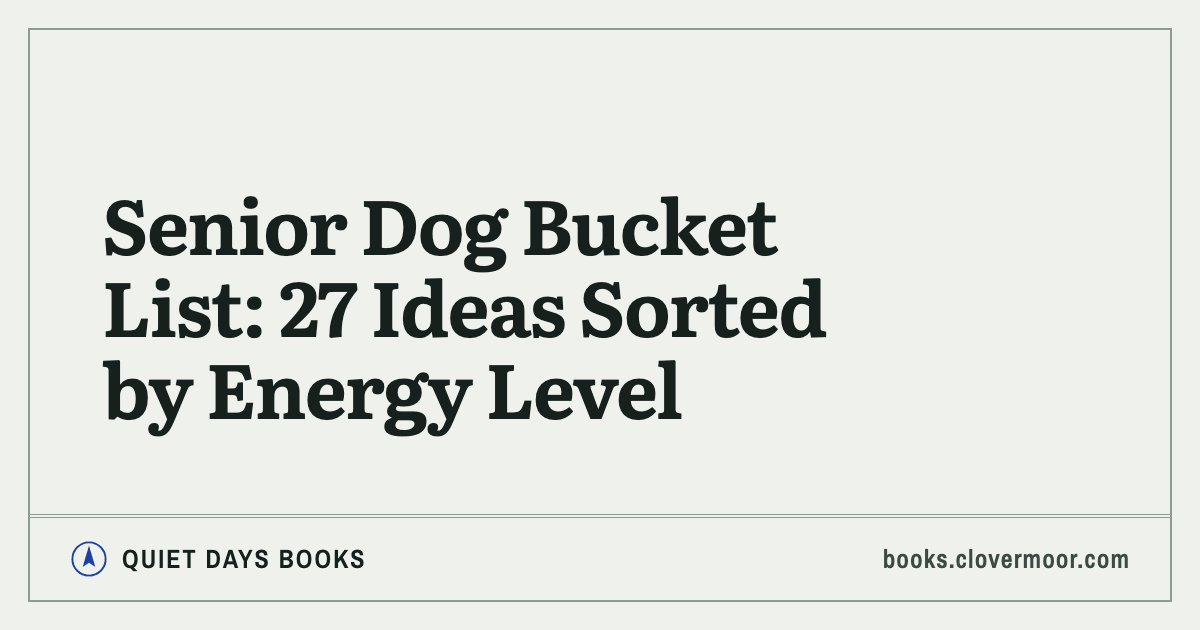 Senior Dog Bucket
List: 27 Ideas Sorted
by Energy Level
QUIET DAYS BOOKS
books.clovermoor.com